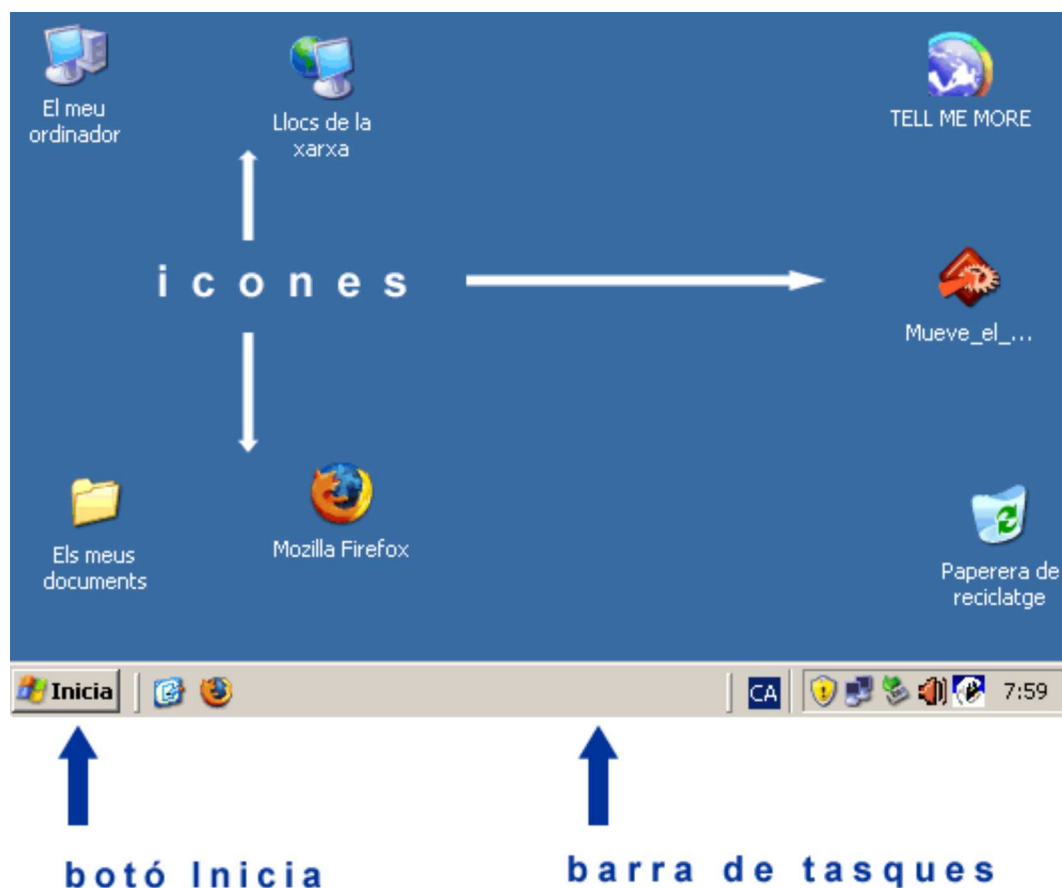 El meu
ordinador
Llocs de la
xarxa
TELL ME MORE
icones
Mueve_el_...
Els meus
documents
Mozilla Firefox
Paperera de
reciclatge
Inicia
CA
7:59
botó Inicia
barra de tasques